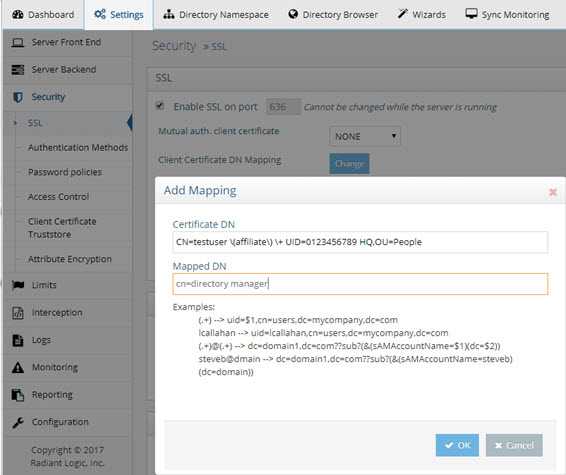 Dashboard Settings Directory Namespace Directory Browser Wizards Sync Monitoring
Server Front End
Server Backend
Security
SSL
Authentication Methods
Password policies
Access Control
Client Certificate
Truststore
Attribute Encryption
Limits
Interception
Logs
Monitoring
Reporting
Configuration
Copyright © 2017
Radiant Logic, Inc.
Security » SSL
SSL
Enable SSL on port 636 Cannot be changed while the server is running
Mutual auth. client certificate NONE
Client Certificate DN Mapping Change
Add Mapping
Certificate DN
CN=testuser \(affiliate\) \+ UID=0123456789 HQ,OU=People
Mapped DN
cn=directory manager
Examples:
(.+) --> uid=$1,cn=users,dc=mycompany,dc=com
lcallahan --> uid=lcallahan,cn=users,dc=mycompany,dc=com
(.+)@(.+) --> dc=domain1,dc=com??sub?(&(sAMAccountName=$1)(dc=$2))
steveb@dmain --> dc=domain1,dc=com??sub?(&(sAMAccountName=steveb)
(dc=domain))
OK Cancel